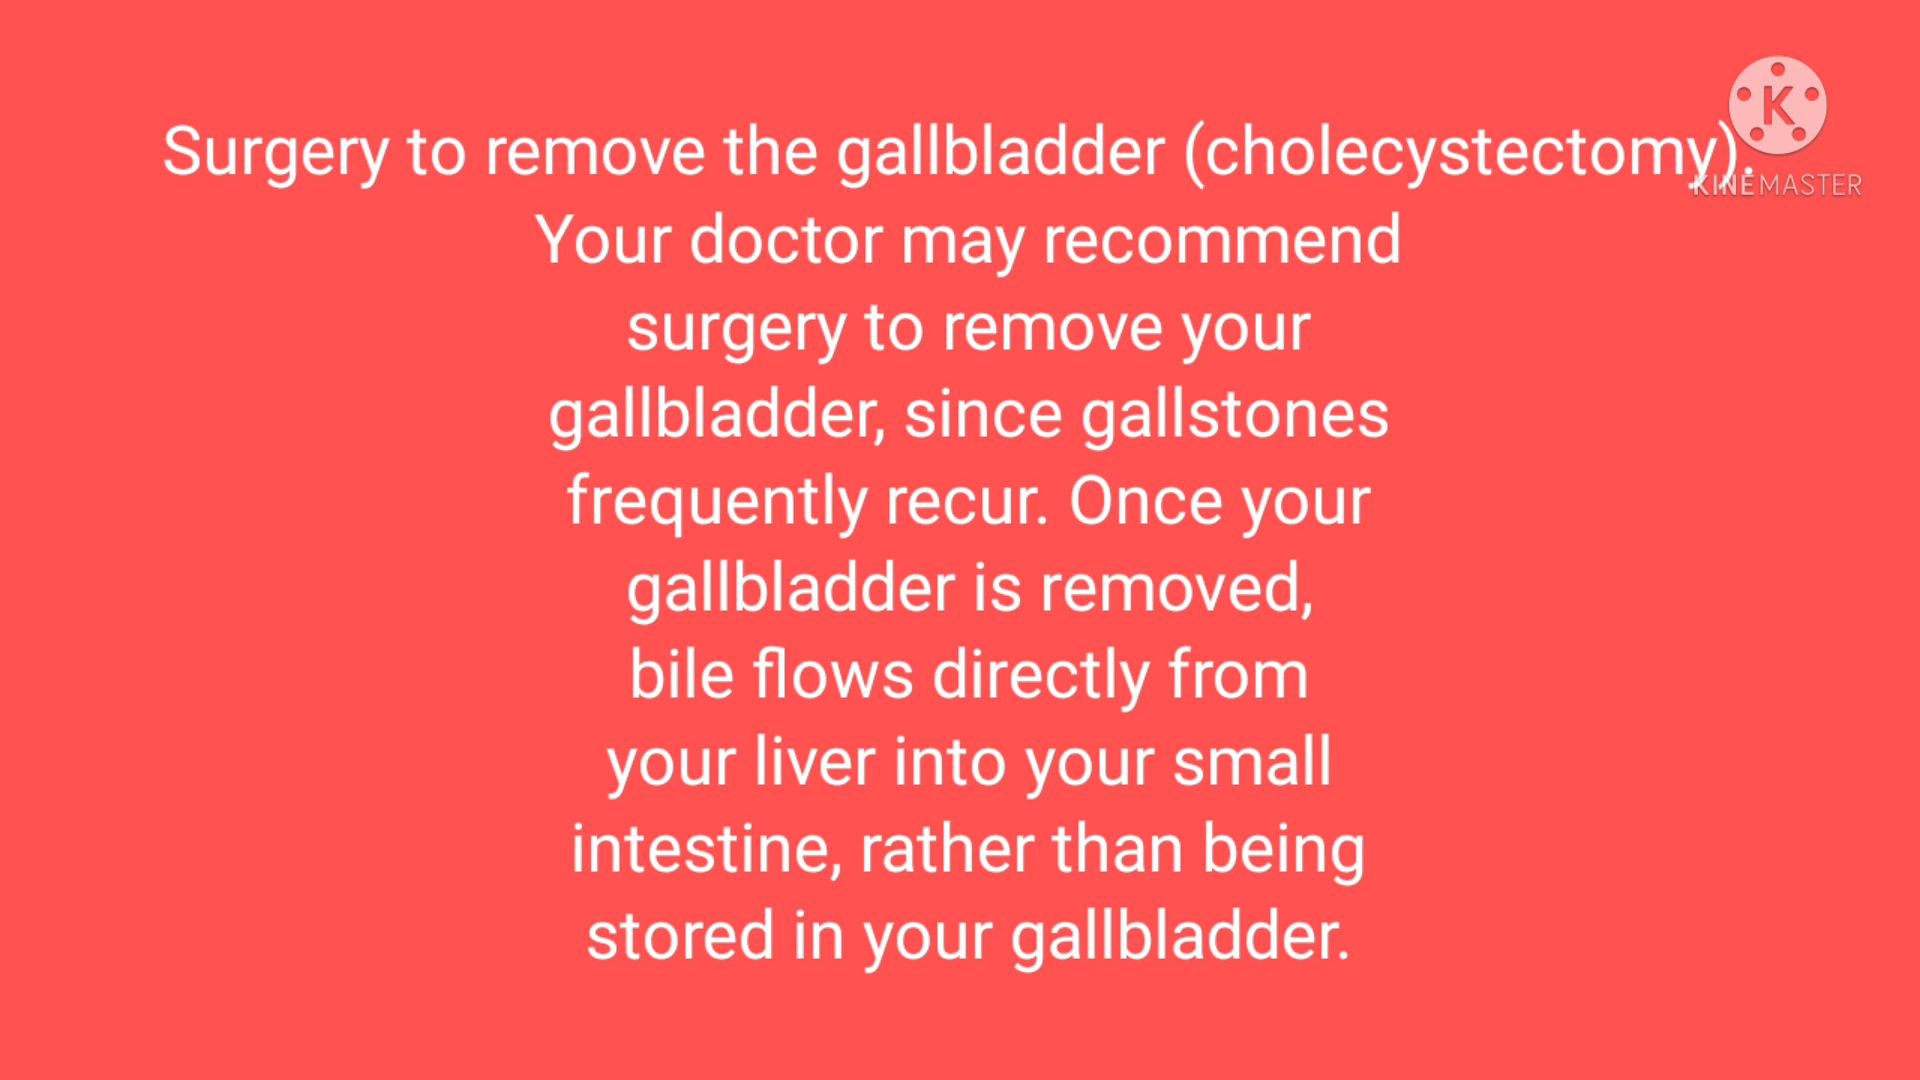 Surgery to remove the gallbladder (cholecystectomy).
Your doctor may recommend
surgery to remove your
gallbladder, since gallstones
frequently recur. Once your
gallbladder is removed,
bile flows directly from
your liver into your small
intestine, rather than being
stored in your gallbladder.
K
KINEMASTER